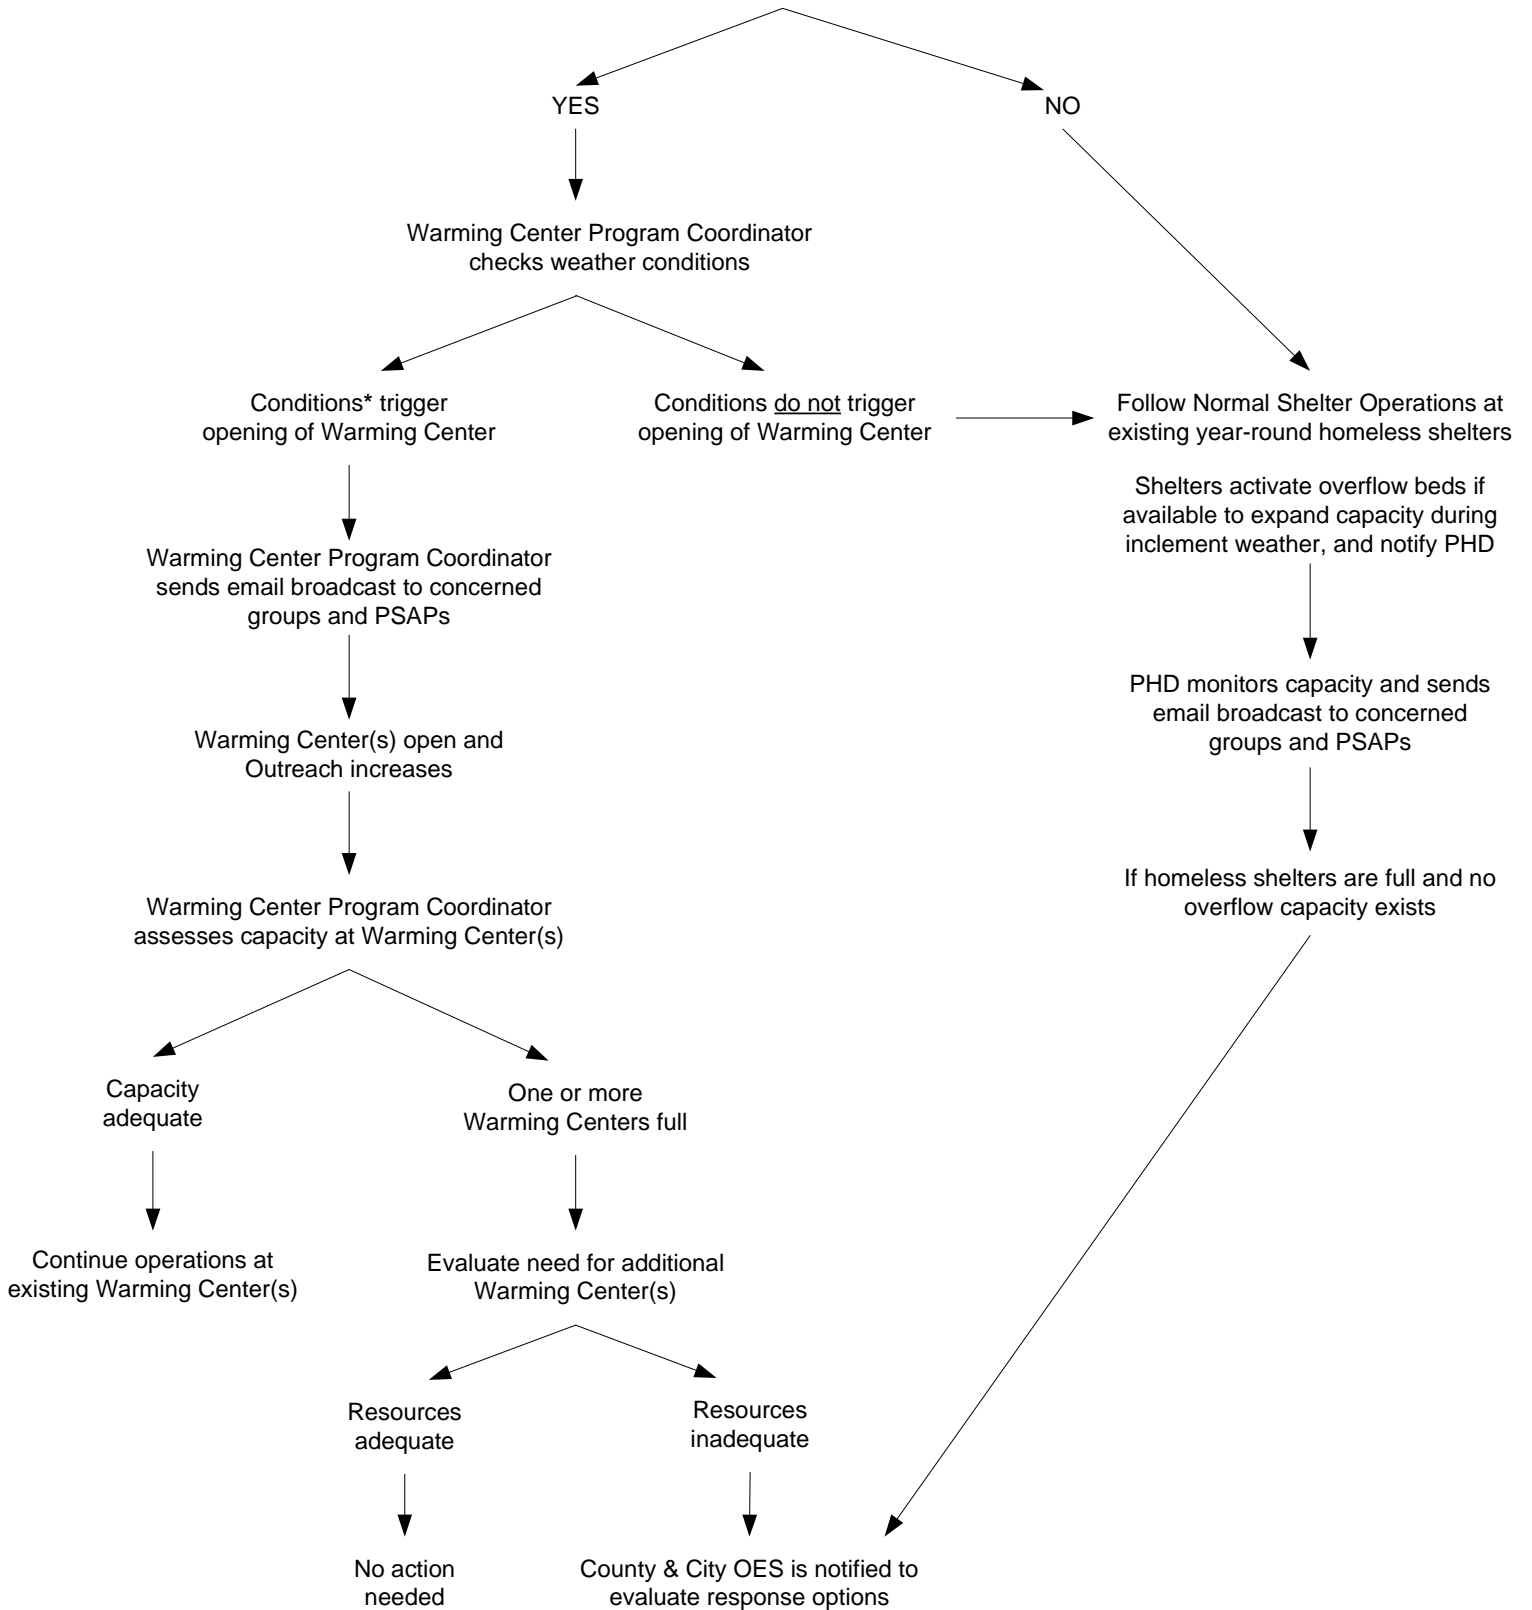 YES
NO
Warming Center Program Coordinator
checks weather conditions
Conditions* trigger
opening of Warming Center
Conditions do not trigger
opening of Warming Center
Follow Normal Shelter Operations at
existing year-round homeless shelters
Shelters activate overflow beds if
available to expand capacity during
inclement weather, and notify PHD
Warming Center Program Coordinator
sends email broadcast to concerned
groups and PSAPs
PHD monitors capacity and sends
email broadcast to concerned
groups and PSAPs
Warming Center(s) open and
Outreach increases
If homeless shelters are full and no
overflow capacity exists
Warming Center Program Coordinator
assesses capacity at Warming Center(s)
Capacity
adequate
One or more
Warming Centers full
Continue operations at
existing Warming Center(s)
Evaluate need for additional
Warming Center(s)
Resources
adequate
Resources
inadequate
No action
needed
County & City OES is notified to
evaluate response options